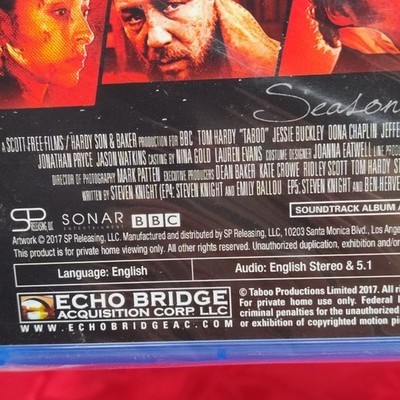 Season
A SCOTT FREE FILMS / HARDY SON & BAKER PRODUCTION FOR BBC TOM HARDY "TABOO" JESSIE BUCKLEY OONA CHAPLIN
JONATHAN PRYCE JASON WATKINS CASTING BY NINA GOLD LAUREN EVANS COSTUME DESIGNER JOANNA EATWELL LINE
DIRECTOR OF PHOTOGRAPHY MARK PATTEN EXECUTIVE PRODUCERS DEAN BAKER KATE CROWE RIDLEY SCOTT TOM HARDY
WRITTEN BY STEVEN KNIGHT (EP4: STEVEN KNIGHT AND EMILY BALLOU EP5: STEVEN KNIGHT AND BEN
SOUNDTRACK ALBUM
SP RELEASING, LLC SONAR ENTERTAINMENT BBC
Artwork © 2017 SP Releasing, LLC. Manufactured and distributed by SP Releasing, LLC, 10203 Santa Monica Blvd., Los
This product is for private home viewing only. All other rights reserved. Unauthorized duplication, exhibition and/or
Language: English
Audio: English Stereo & 5.1
ECHO BRIDGE
ACQUISITION CORP. LLC
WWW.ECHOBRIDGEAC.COM
© Taboo Productions Limited 2017. All
For private home use only. Federal
criminal penalties for the unauthorized
or exhibition of copyrighted motion